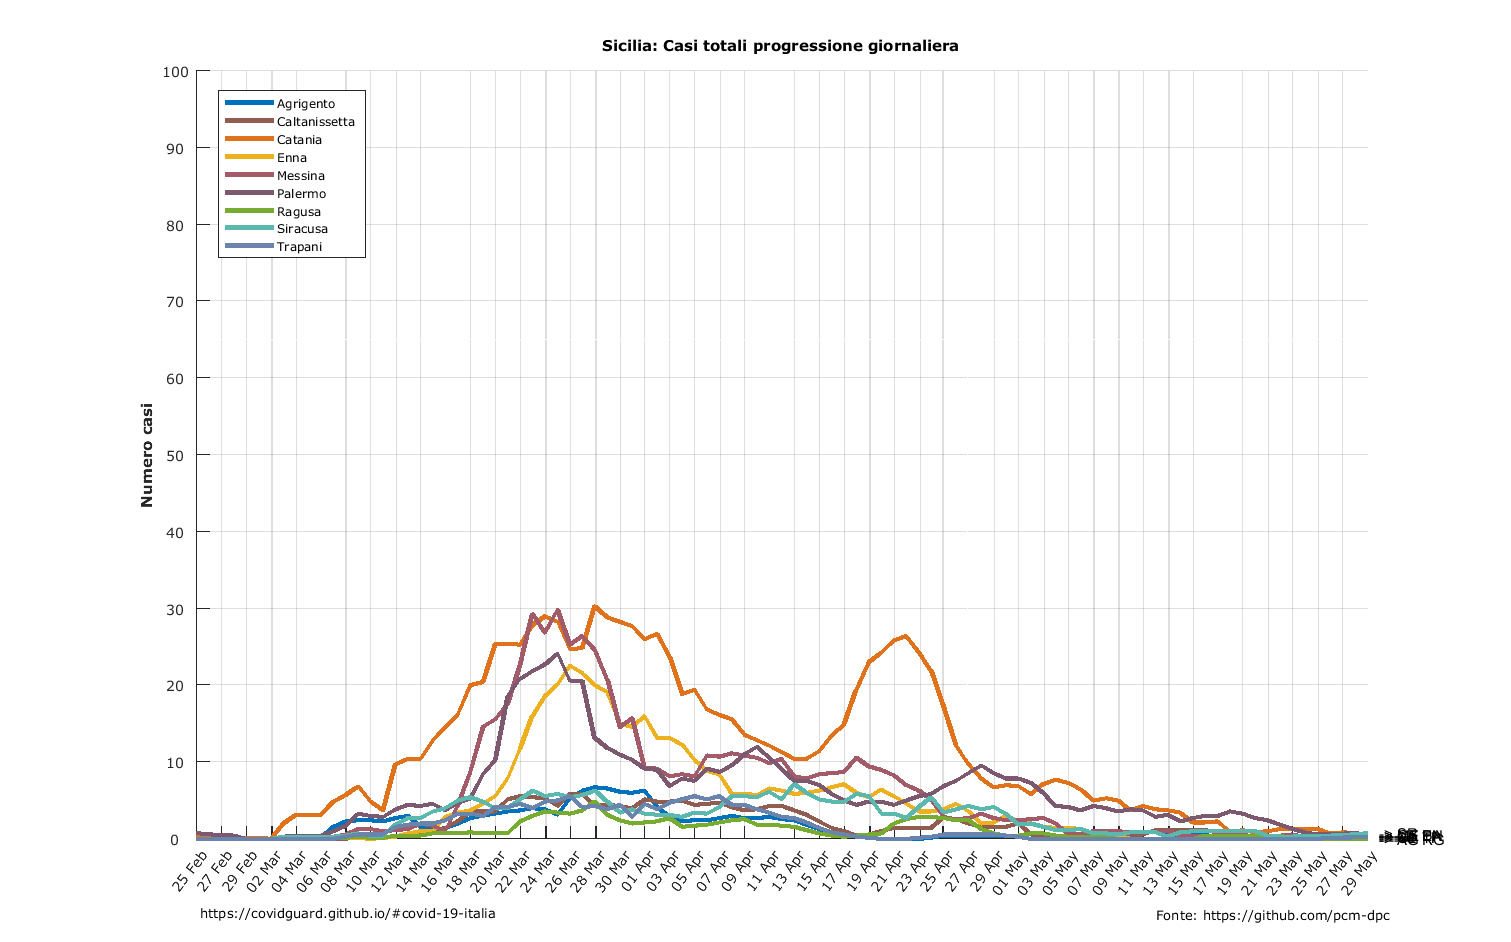 Sicilia: Casi totali progressione giornaliera
100
90
80
70
60
50
40
30
20
10
0
Numero casi
Agrigento
Caltanissetta
Catania
Enna
Messina
Palermo
Ragusa
Siracusa
Trapani
25 Feb
27 Feb
29 Feb
02 Mar
04 Mar
06 Mar
08 Mar
10 Mar
12 Mar
14 Mar
16 Mar
18 Mar
20 Mar
22 Mar
24 Mar
26 Mar
28 Mar
30 Mar
01 Apr
03 Apr
05 Apr
07 Apr
09 Apr
11 Apr
13 Apr
15 Apr
17 Apr
19 Apr
21 Apr
23 Apr
25 Apr
27 Apr
29 Apr
01 May
03 May
05 May
07 May
09 May
11 May
13 May
15 May
17 May
19 May
21 May
23 May
25 May
27 May
29 May
https://covidguard.github.io/#covid-19-italia
Fonte: https://github.com/pcm-dpc